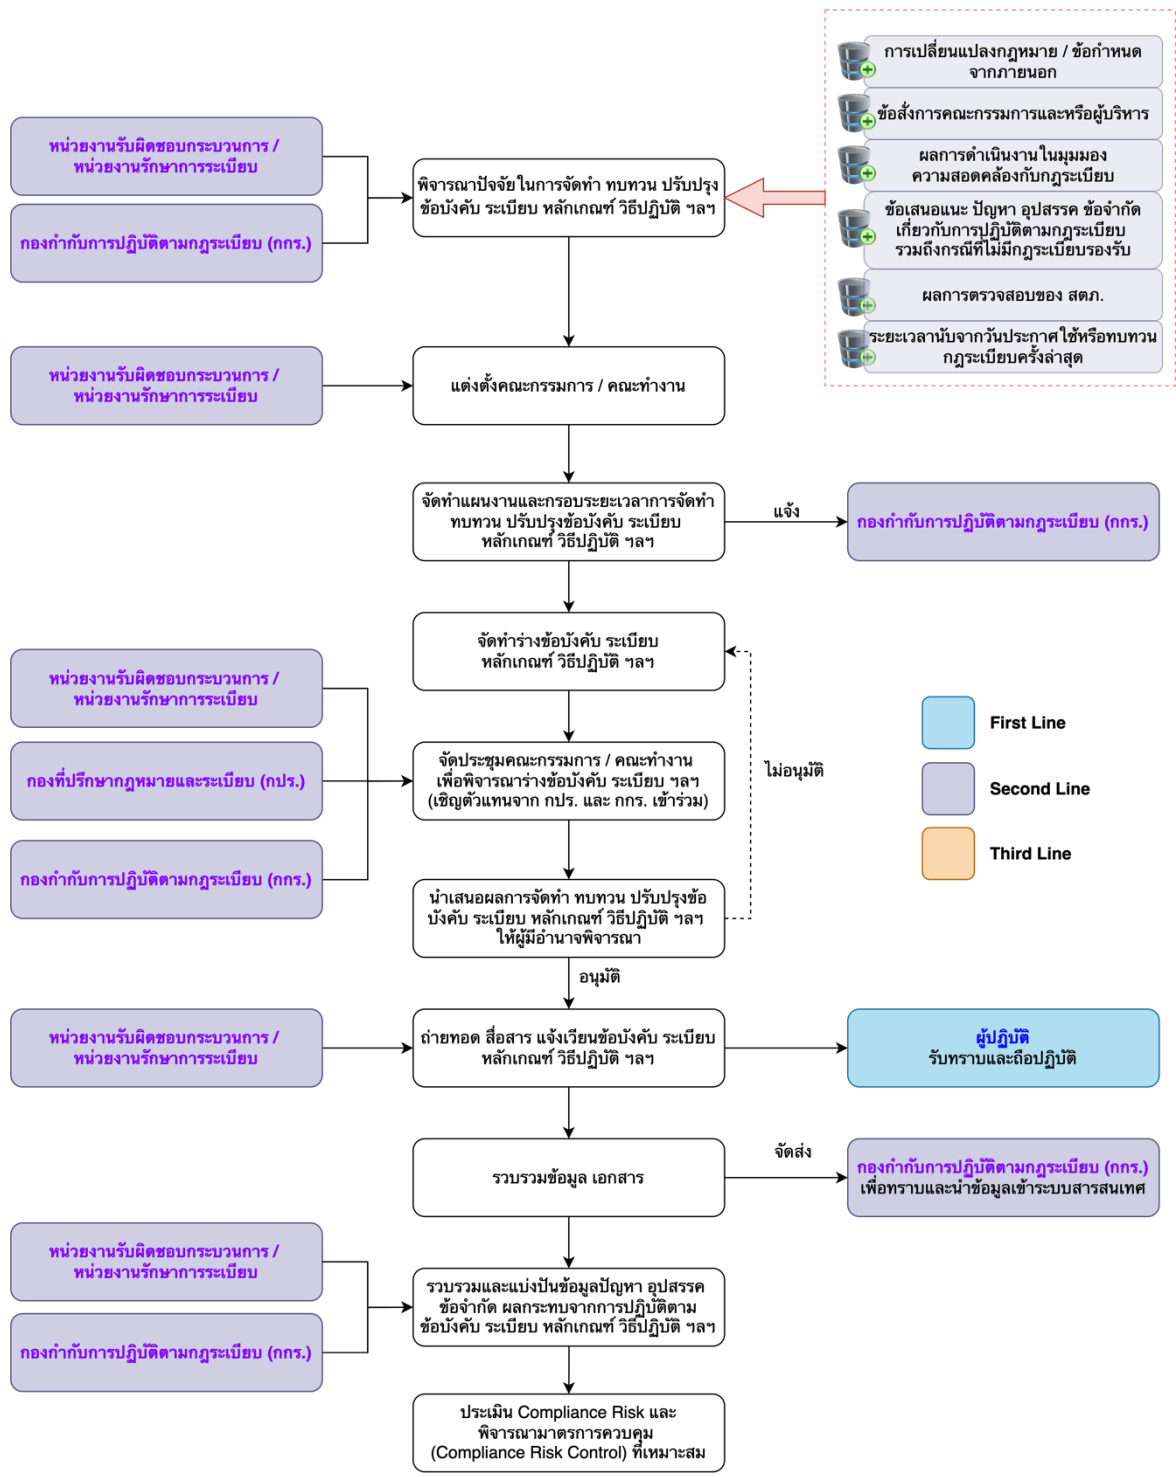 การเปลี่ยนแปลงกฎหมาย / ข้อกำหนด
จากภายนอก
ข้อสั่งการคณะกรรมการและหรือผู้บริหาร
ผลการดำเนินงานในมุมมอง
ความสอดคล้องกับกฎระเบียบ
ข้อเสนอแนะ ปัญหา อุปสรรค ข้อจำกัด
เกี่ยวกับการปฏิบัติตามกฎระเบียบ
รวมถึงกรณีที่ไม่มีกฎระเบียบรองรับ
ผลการตรวจสอบของ สตภ.
ระยะเวลานับจากวันประกาศใช้หรือทบทวน
กฎระเบียบครั้งล่าสุด
หน่วยงานรับผิดชอบกระบวนการ /
หน่วยงานรักษาการระเบียบ
กองกำกับการปฏิบัติตามกฎระเบียบ (กกร.)
พิจารณาปัจจัยในการจัดทำ ทบทวน ปรับปรุง
ข้อบังคับ ระเบียบ หลักเกณฑ์ วิธีปฏิบัติ ฯลฯ
หน่วยงานรับผิดชอบกระบวนการ /
หน่วยงานรักษาการระเบียบ
แต่งตั้งคณะกรรมการ / คณะทำงาน
จัดทำแผนงานและกรอบระยะเวลาการจัดทำ
ทบทวน ปรับปรุงข้อบังคับ ระเบียบ
หลักเกณฑ์ วิธีปฏิบัติ ฯลฯ
แจ้ง
กองกำกับการปฏิบัติตามกฎระเบียบ (กกร.)
จัดทำร่างข้อบังคับ ระเบียบ
หลักเกณฑ์ วิธีปฏิบัติ ฯลฯ
หน่วยงานรับผิดชอบกระบวนการ /
หน่วยงานรักษาการระเบียบ
กองที่ปรึกษากฎหมายและระเบียบ (กปร.)
กองกำกับการปฏิบัติตามกฎระเบียบ (กกร.)
จัดประชุมคณะกรรมการ / คณะทำงาน
เพื่อพิจารณาร่างข้อบังคับ ระเบียบ ฯลฯ
(เชิญตัวแทนจาก กปร. และ กกร. เข้าร่วม)
ไม่อนุมัติ
First Line
Second Line
Third Line
นำเสนอผลการจัดทำ ทบทวน ปรับปรุงข้อ
บังคับ ระเบียบ หลักเกณฑ์ วิธีปฏิบัติ ฯลฯ
ให้ผู้มีอำนาจพิจารณา
อนุมัติ
หน่วยงานรับผิดชอบกระบวนการ /
หน่วยงานรักษาการระเบียบ
ถ่ายทอด สื่อสาร แจ้งเวียนข้อบังคับ ระเบียบ
หลักเกณฑ์ วิธีปฏิบัติ ฯลฯ
ผู้ปฏิบัติ
รับทราบและถือปฏิบัติ
รวบรวมข้อมูล เอกสาร
จัดส่ง
กองกำกับการปฏิบัติตามกฎระเบียบ (กกร.)
เพื่อทราบและนำข้อมูลเข้าระบบสารสนเทศ
หน่วยงานรับผิดชอบกระบวนการ /
หน่วยงานรักษาการระเบียบ
กองกำกับการปฏิบัติตามกฎระเบียบ (กกร.)
รวบรวมและแบ่งปันข้อมูลปัญหา อุปสรรค
ข้อจำกัด ผลกระทบจากการปฏิบัติตาม
ข้อบังคับ ระเบียบ หลักเกณฑ์ วิธีปฏิบัติ ฯลฯ
ประเมิน Compliance Risk และ
พิจารณามาตรการควบคุม
(Compliance Risk Control) ที่เหมาะสม